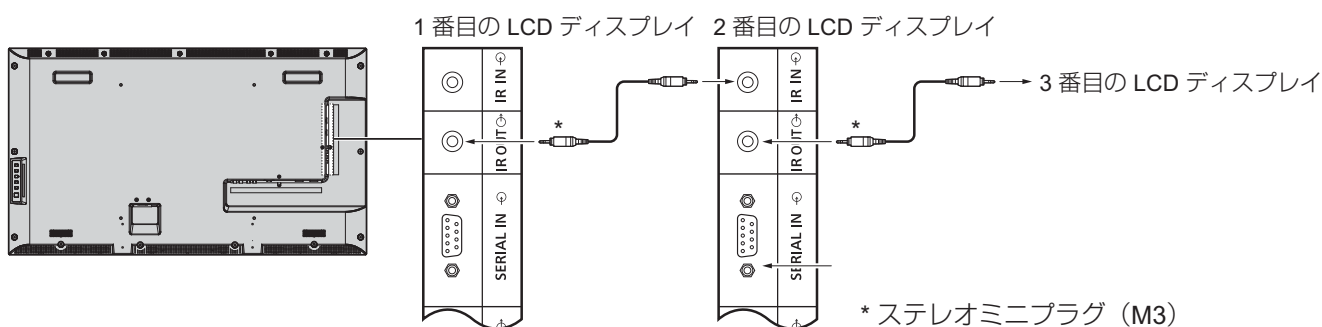 1 番目の LCD ディスプレイ
2 番目の LCD ディスプレイ
IR IN
IR OUT
SERIAL IN
*
IR IN
IR OUT
SERIAL IN
*
3 番目の LCD ディスプレイ
* ステレオミニプラグ（M3）